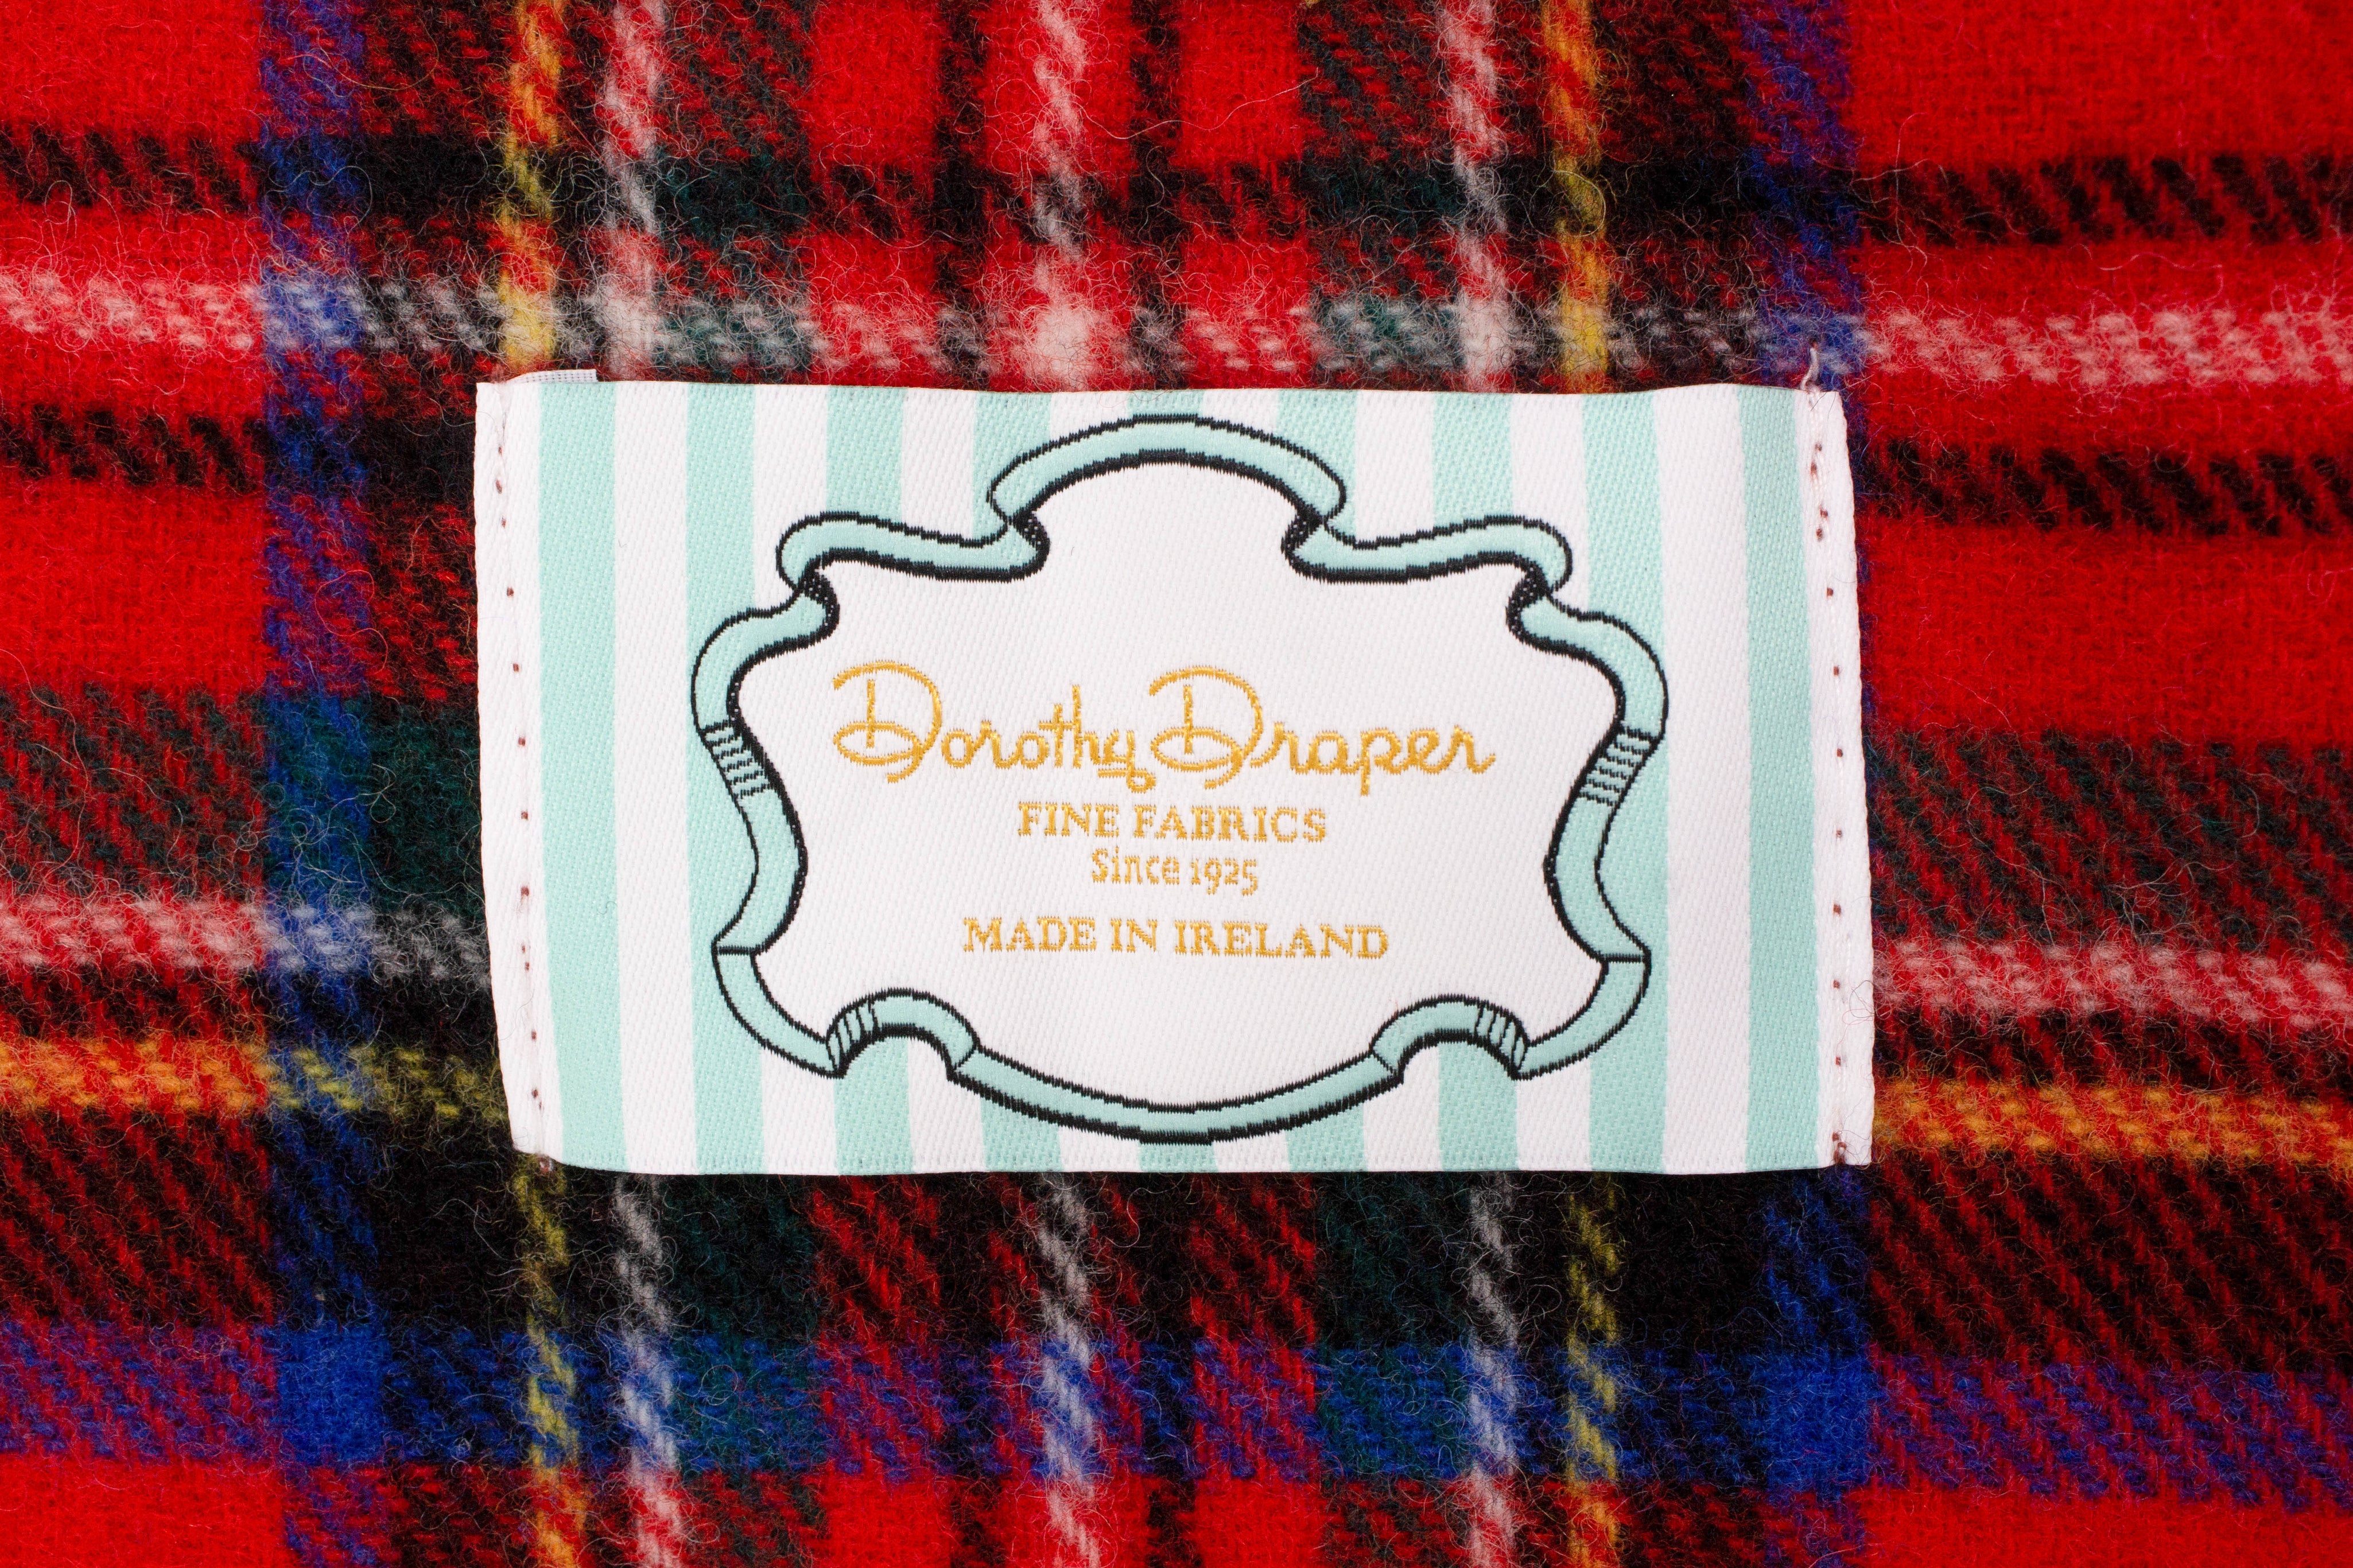 Dorothy Draper
FINE FABRICS
Since 1925
MADE IN IRELAND